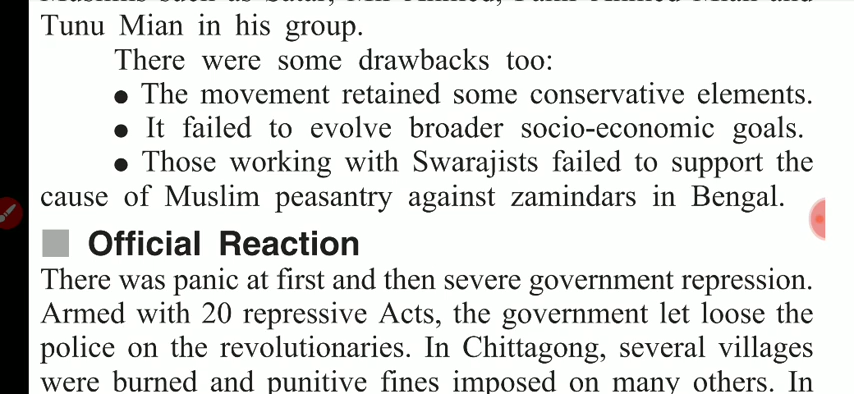 Tunu Mian in his group.
There were some drawbacks too:
● The movement retained some conservative elements.
● It failed to evolve broader socio-economic goals.
● Those working with Swarajists failed to support the
cause of Muslim peasantry against zamindars in Bengal.
Official Reaction
There was panic at first and then severe government repression.
Armed with 20 repressive Acts, the government let loose the
police on the revolutionaries. In Chittagong, several villages
were burned and punitive fines imposed on many others. In